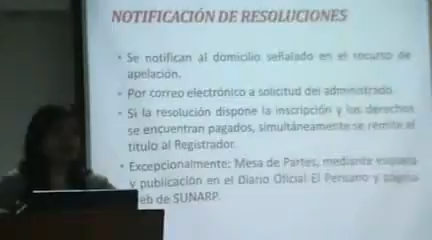 NOTIFICACIÓN DE RESOLUCIONES
• Se notifican al domicilio señalado en el recurso de
apelación.
• Por correo electrónico a solicitud del administrado.
• Si la resolución dispone la inscripción y los derechos
se encuentran pagados, simultáneamente se remite el
título al Registrador.
• Excepcionalmente: Mesa de Partes, mediante esquela
y publicación en el Diario Oficial El Peruano y página
eb de SUNARP.